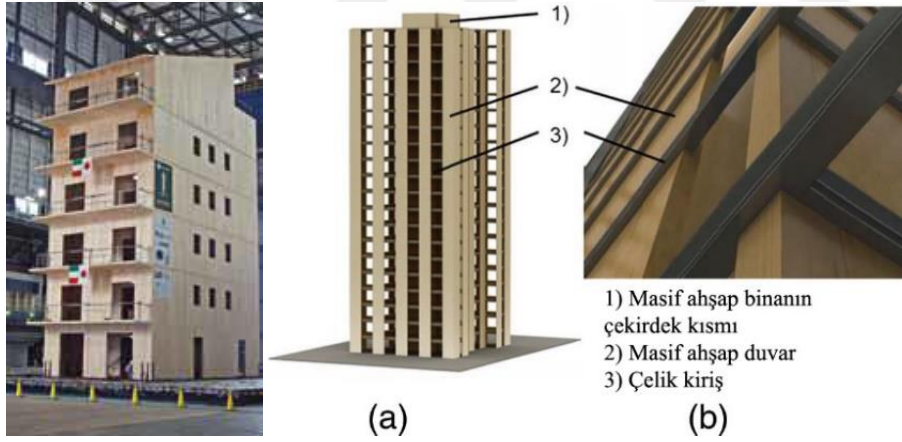 1)
2)
3)
1) Masif ahşap binanın
çekirdek kısmı
2) Masif ahşap duvar
3) Çelik kiriş
(a)
(b)